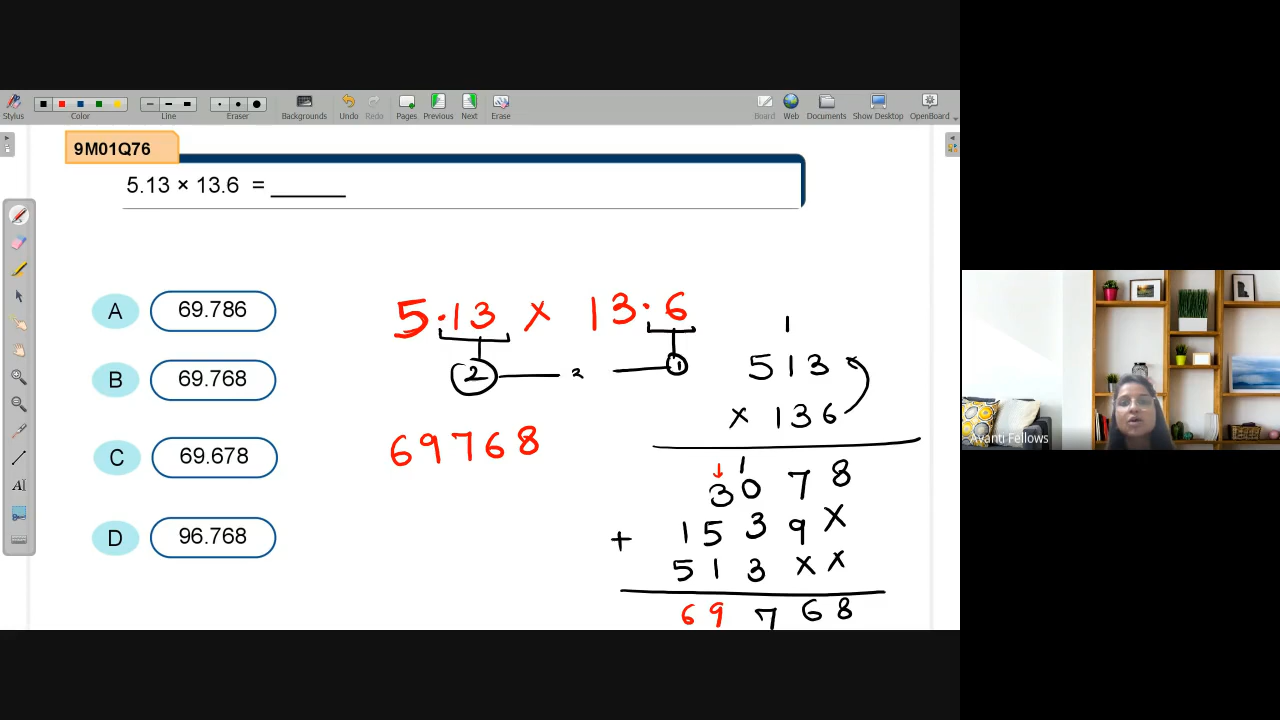 Stylus
Color
Line
Eraser
Backgrounds
Undo
Redo
Pages
Previous
Next
Erase
Board
Web
Documents
Show Desktop
OpenBoard
9M01Q76
5.13 × 13.6 = ______
A 69.786
B 69.768
C 69.678
D 96.768
5.13 × 13.6
2 1
69768
1
513
× 136
1
3078
+ 1539×
513××
69768
Avanti Fellows